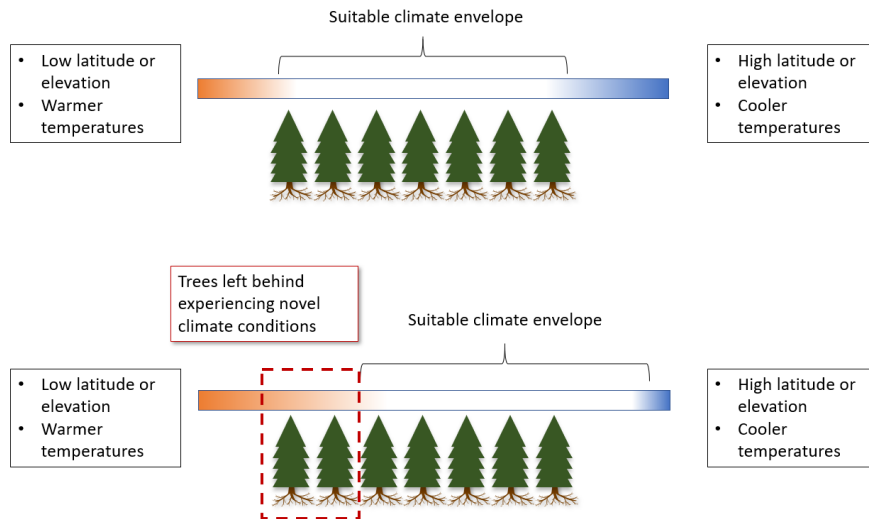 Suitable climate envelope
• Low latitude or
elevation
• Warmer
temperatures
• High latitude or
elevation
• Cooler
temperatures
Trees left behind
experiencing novel
climate conditions
Suitable climate envelope
• Low latitude or
elevation
• Warmer
temperatures
• High latitude or
elevation
• Cooler
temperatures